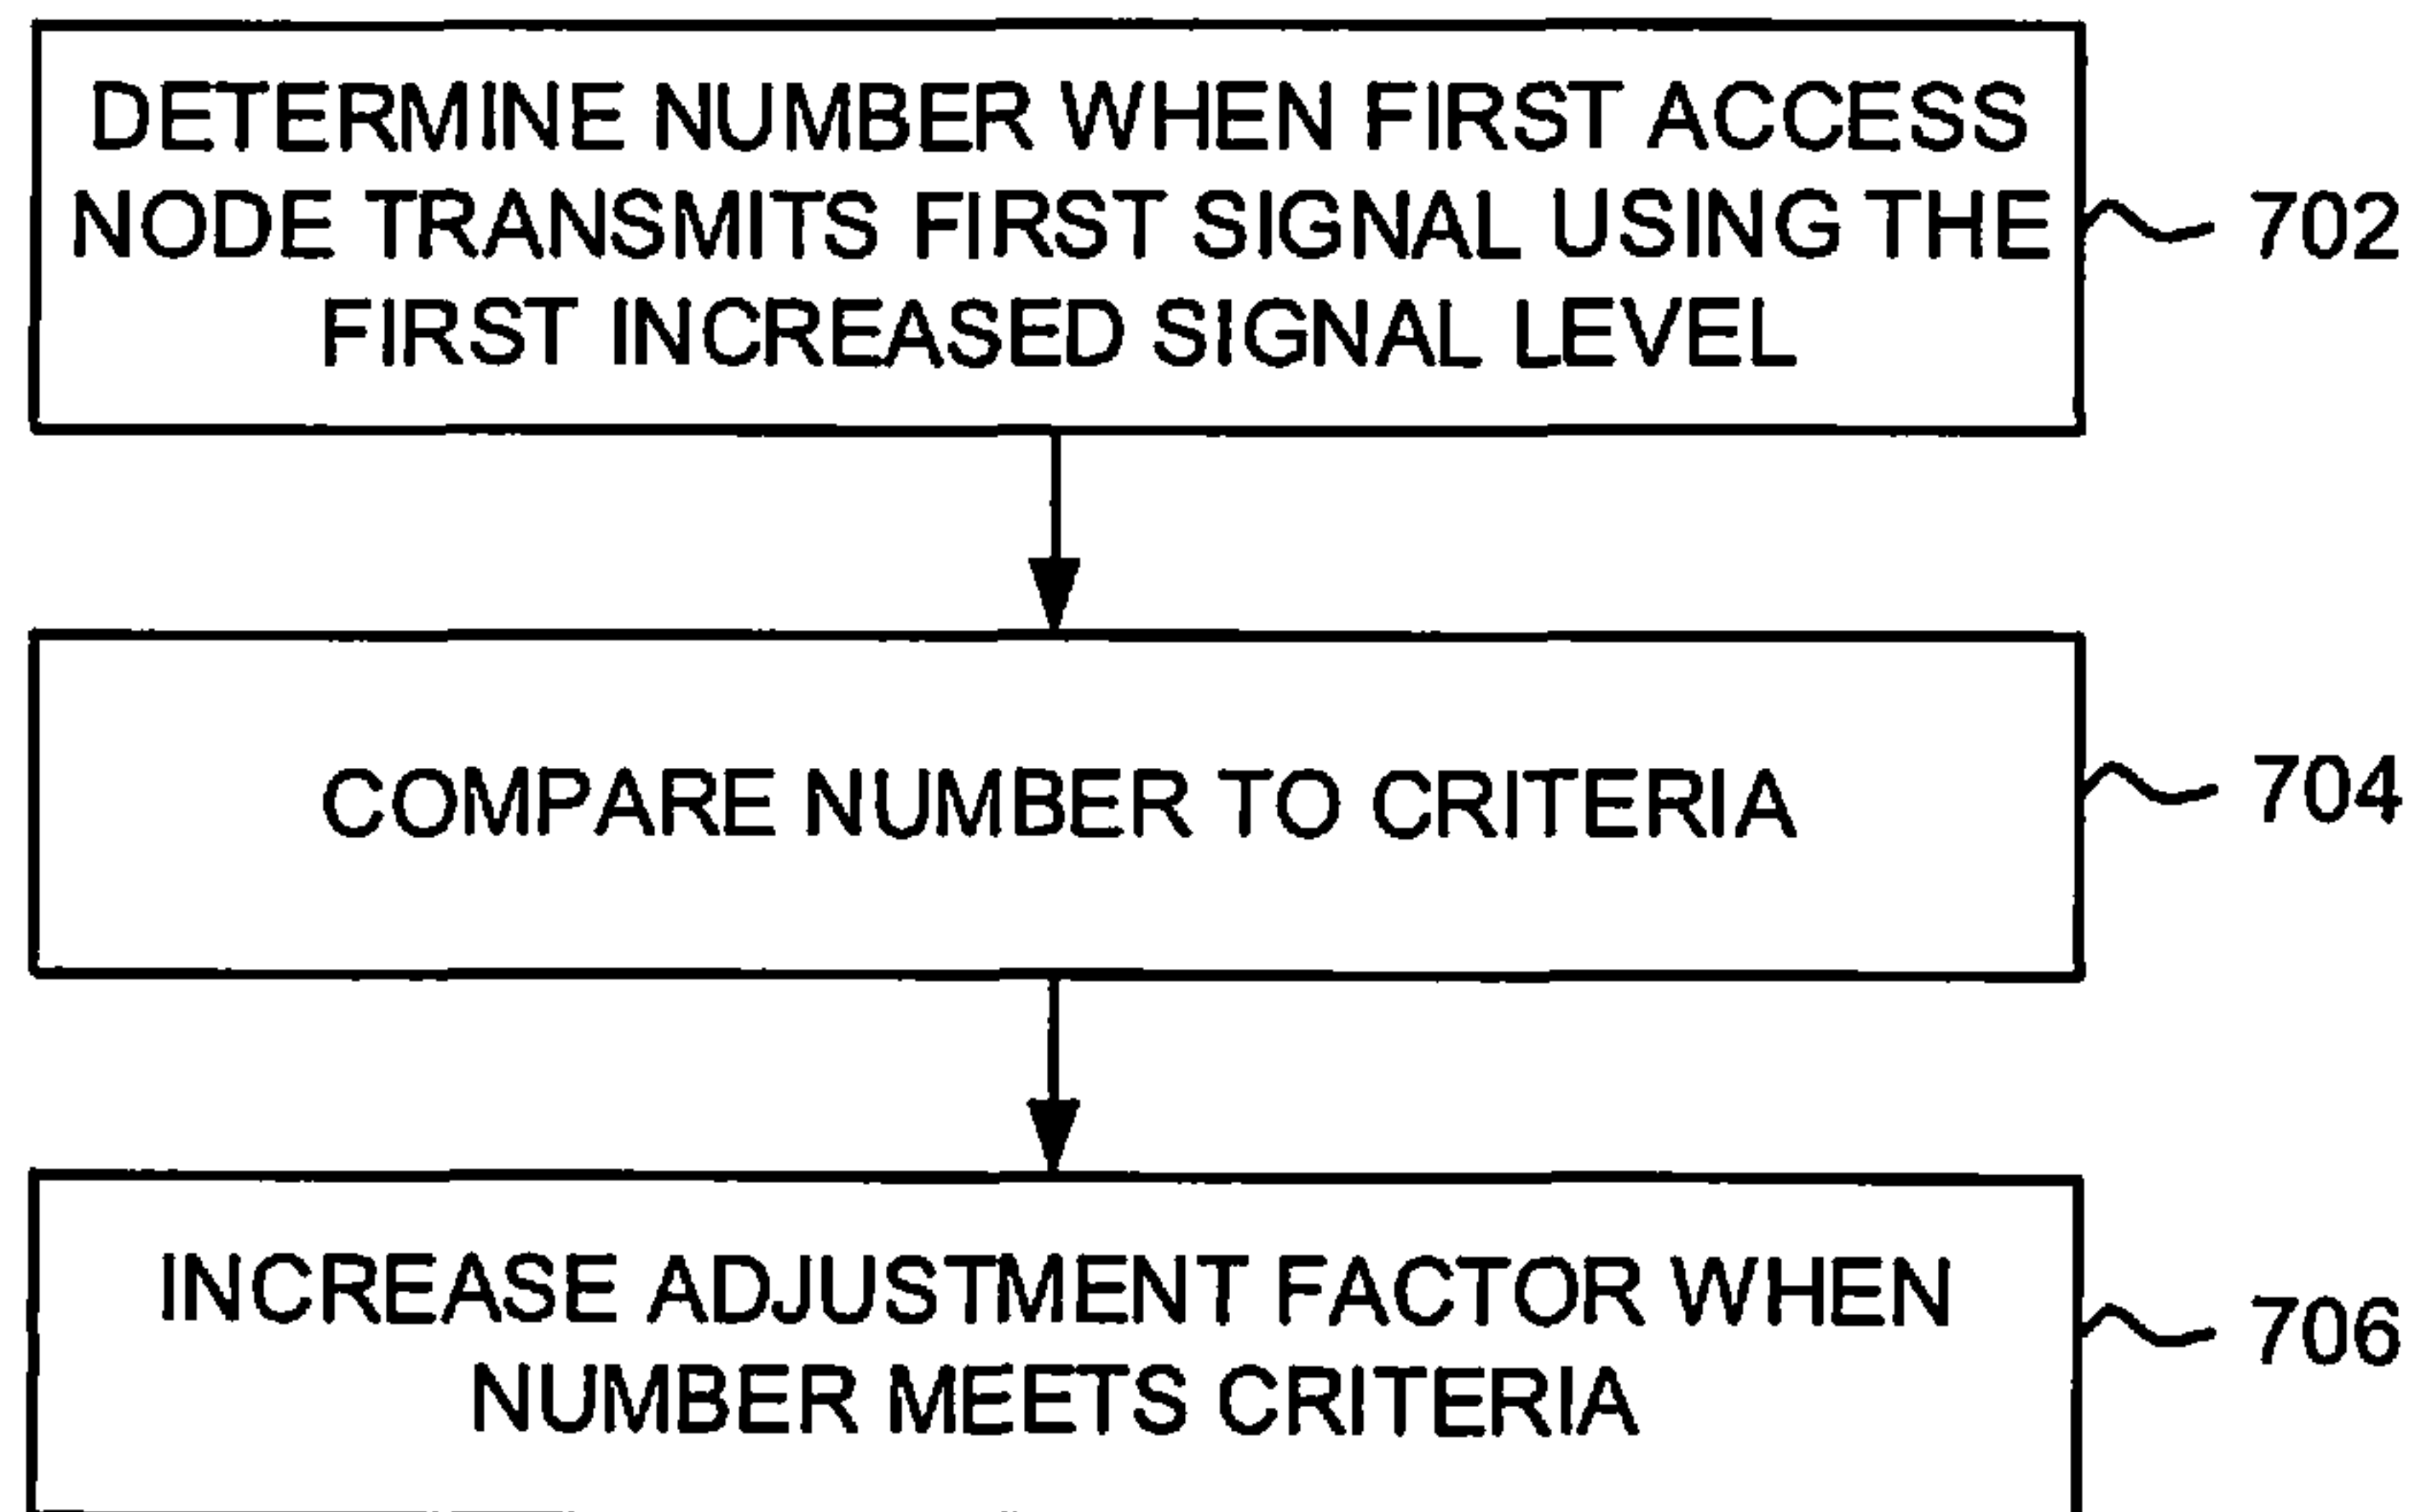 DETERMINE NUMBER WHEN FIRST ACCESS
NODE TRANSMITS FIRST SIGNAL USING THE
FIRST INCREASED SIGNAL LEVEL
702
COMPARE NUMBER TO CRITERIA
704
INCREASE ADJUSTMENT FACTOR WHEN
NUMBER MEETS CRITERIA
706